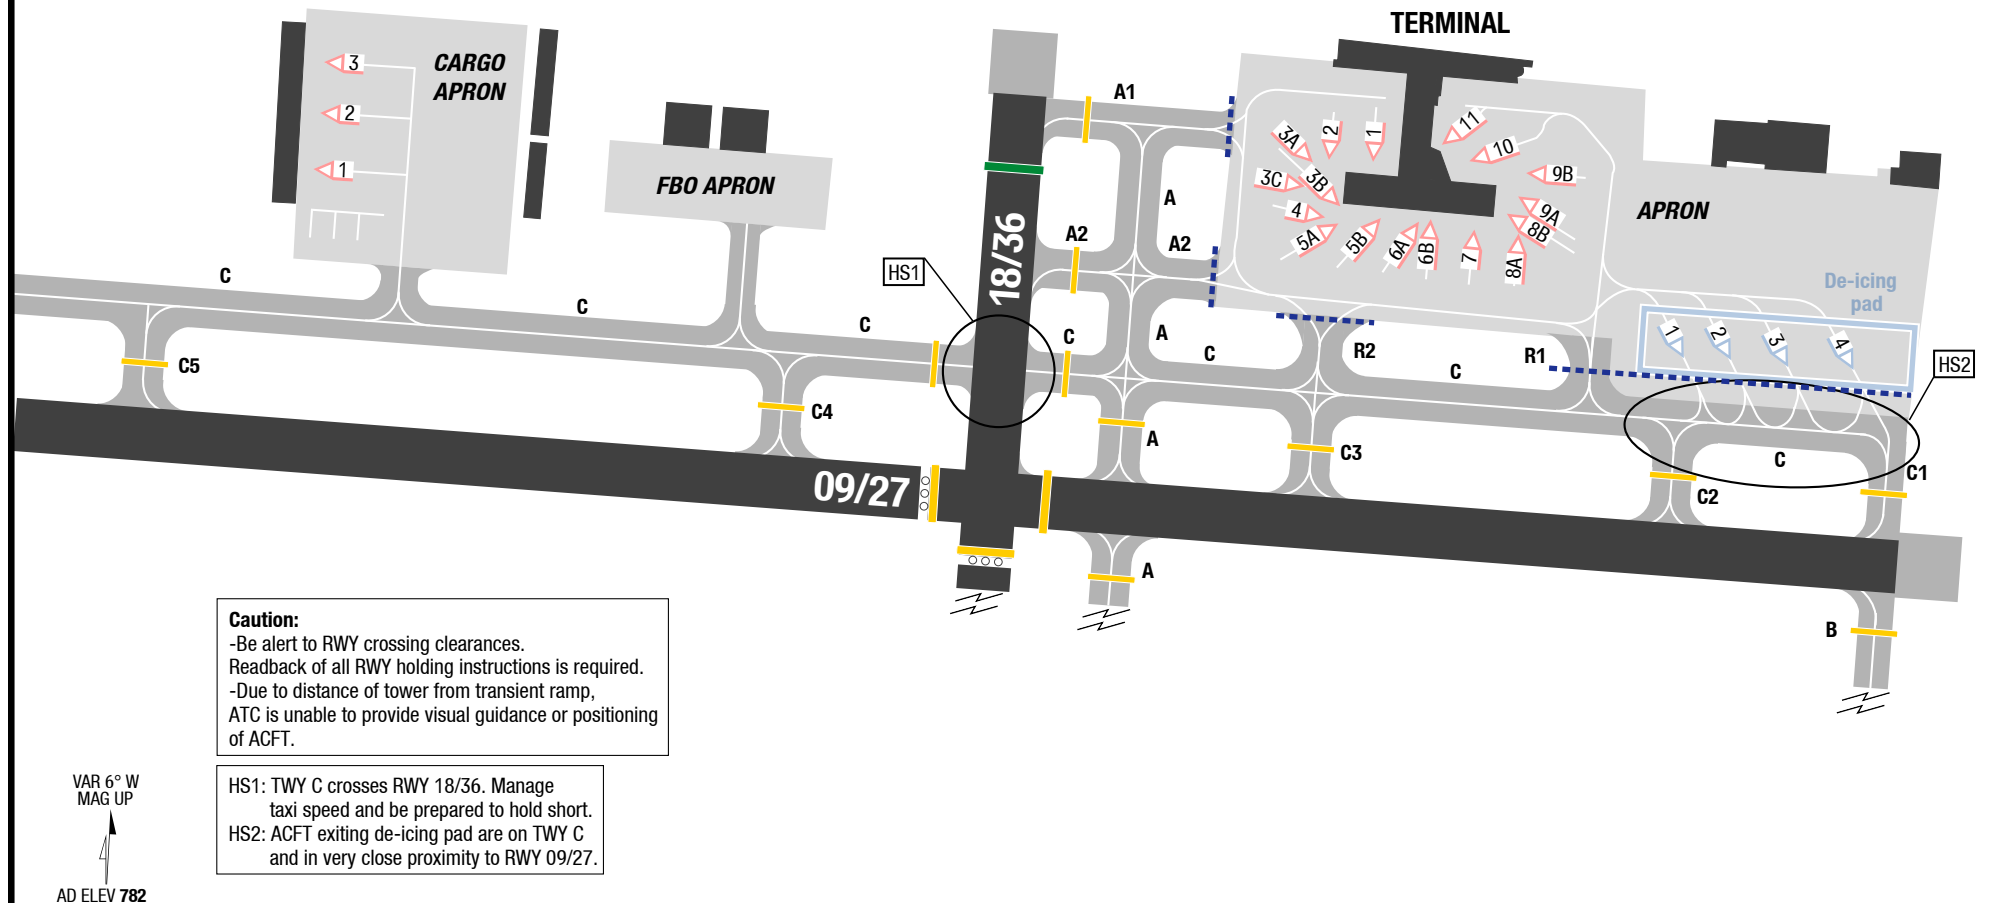 TERMINAL
CARGO
APRON
3
2
1
FBO APRON
A1
A
A2
A2
A
18/36
HS1
3A
2
1
11
10
9B
3C
3B
4
5A
5B
6A
6B
7
8A
9A
8B
APRON
De-icing
pad
1
2
3
4
HS2
C
C
C
C
C
C
C
R2
R1
C5
C4
A
C3
C2
C1
09/27
A
B
Caution:
-Be alert to RWY crossing clearances.
Readback of all RWY holding instructions is required.
-Due to distance of tower from transient ramp,
ATC is unable to provide visual guidance or positioning
of ACFT.
HS1: TWY C crosses RWY 18/36. Manage
taxi speed and be prepared to hold short.
HS2: ACFT exiting de-icing pad are on TWY C
and in very close proximity to RWY 09/27.
VAR 6° W
MAG UP
AD ELEV 782